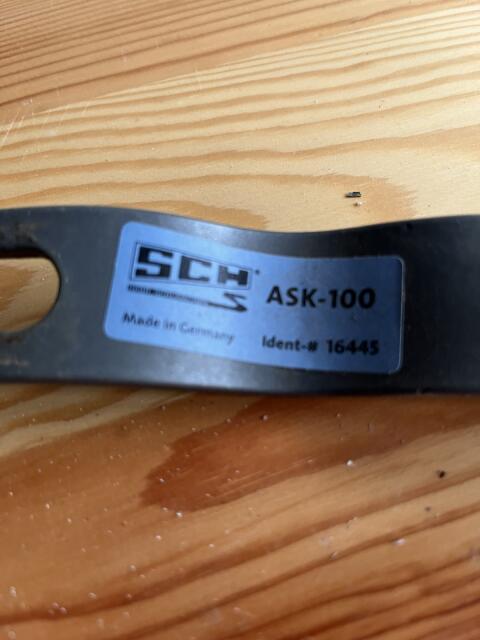 SCH
ASK-100
Made in Germany
Ident-# 16445